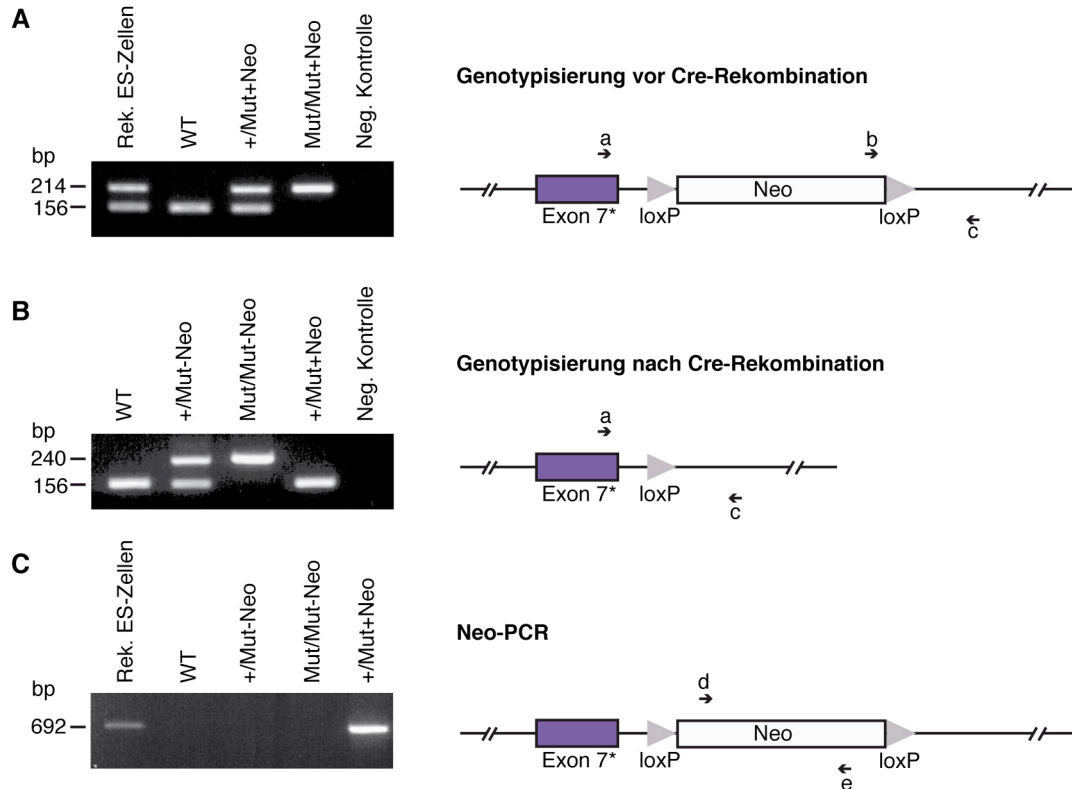 A
Rek. ES-Zellen
WT
+/Mut+Neo
Mut/Mut+Neo
Neg. Kontrolle
bp
214
156
Genotypisierung vor Cre-Rekombination
a
b
Exon 7*
loxP
Neo
loxP
c
B
WT
+/Mut-Neo
Mut/Mut-Neo
+/Mut+Neo
Neg. Kontrolle
bp
240
156
Genotypisierung nach Cre-Rekombination
a
Exon 7*
loxP
c
C
Rek. ES-Zellen
WT
+/Mut-Neo
Mut/Mut-Neo
+/Mut+Neo
bp
692
Neo-PCR
d
Exon 7*
loxP
Neo
loxP
e